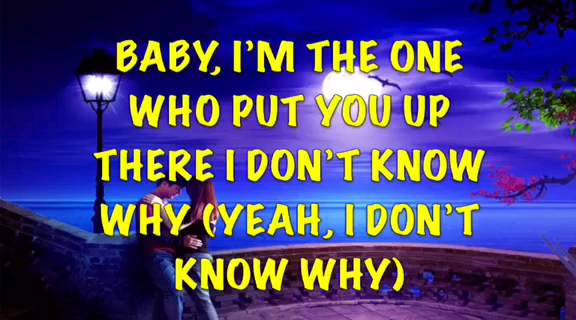 BABY, I'M THE ONE
WHO PUT YOU UP
THERE I DON'T KNOW
WHY (YEAH, I DON'T
KNOW WHY)